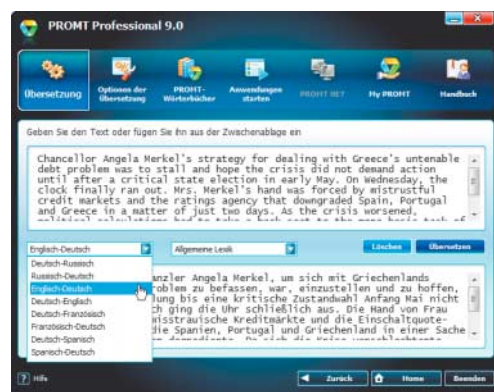 PROMT Professional 9.0
Übersetzung
Optionen der Übersetzung
PROMT-Wörterbücher
Anwendungen starten
PROMT NET
My PROMT
Handbuch
Geben Sie den Text oder fügen Sie ihn aus der Zwischenablage ein
Chancellor Angela Merkel's strategy for dealing with Greece's untenable
debt problem was to stall and hope the crisis did not demand action
until after a critical state election in early May. On Wednesday, the
clock finally ran out. Mrs. Merkel's hand was forced by mistrustful
credit markets and the ratings agency that downgraded Spain, Portugal
and Greece in a matter of just two days. As the crisis worsened,
Englisch-Deutsch
Allgemeine Lexik
Löschen
Übersetzen
Deutsch-Russisch
Russisch-Deutsch
Englisch-Deutsch
Deutsch-Englisch
Deutsch-Französisch
Französisch-Deutsch
Deutsch-Spanisch
Spanisch-Deutsch
anzler Angela Merkel, um sich mit Griechenlands
roblem zu befassen, war, einzustellen und zu hoffen,
lung bis eine kritische Zustandwahl Anfang Mai nicht
ch ging die Uhr schließlich aus. Die Hand von Frau
misstrauische Kreditmärkte und die Einschaltquote-
die Spanien, Portugal und Griechenland in einer Sache
Hilfe
Zurück
Home
Beenden